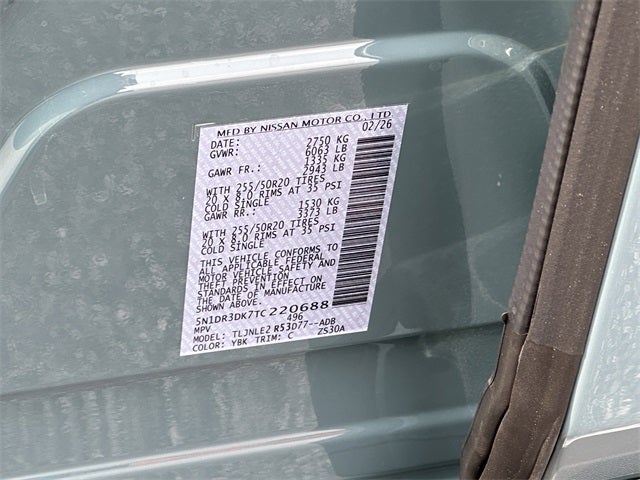 MFD BY NISSAN MOTOR CO., LTD
DATE: 02/26
GVWR: 2750 KG
6063 LB
GAWR FR.: 1335 KG
2943 LB
WITH 255/50R20 TIRES
20 X 8.0 RIMS AT 35 PSI
COLD SINGLE
GAWR RR.: 1530 KG
3373 LB
WITH 255/50R20 TIRES
20 X 8.0 RIMS AT 35 PSI
COLD SINGLE
THIS VEHICLE CONFORMS TO
ALL APPLICABLE FEDERAL
MOTOR VEHICLE SAFETY AND
THEFT PREVENTION
STANDARDS IN EFFECT ON
THE DATE OF MANUFACTURE
SHOWN ABOVE.
5N1DR3DK7TC220688
MPV 496
MODEL: TLJNLE2 R53D77--ADB
COLOR: YBK TRIM: C ZS30A